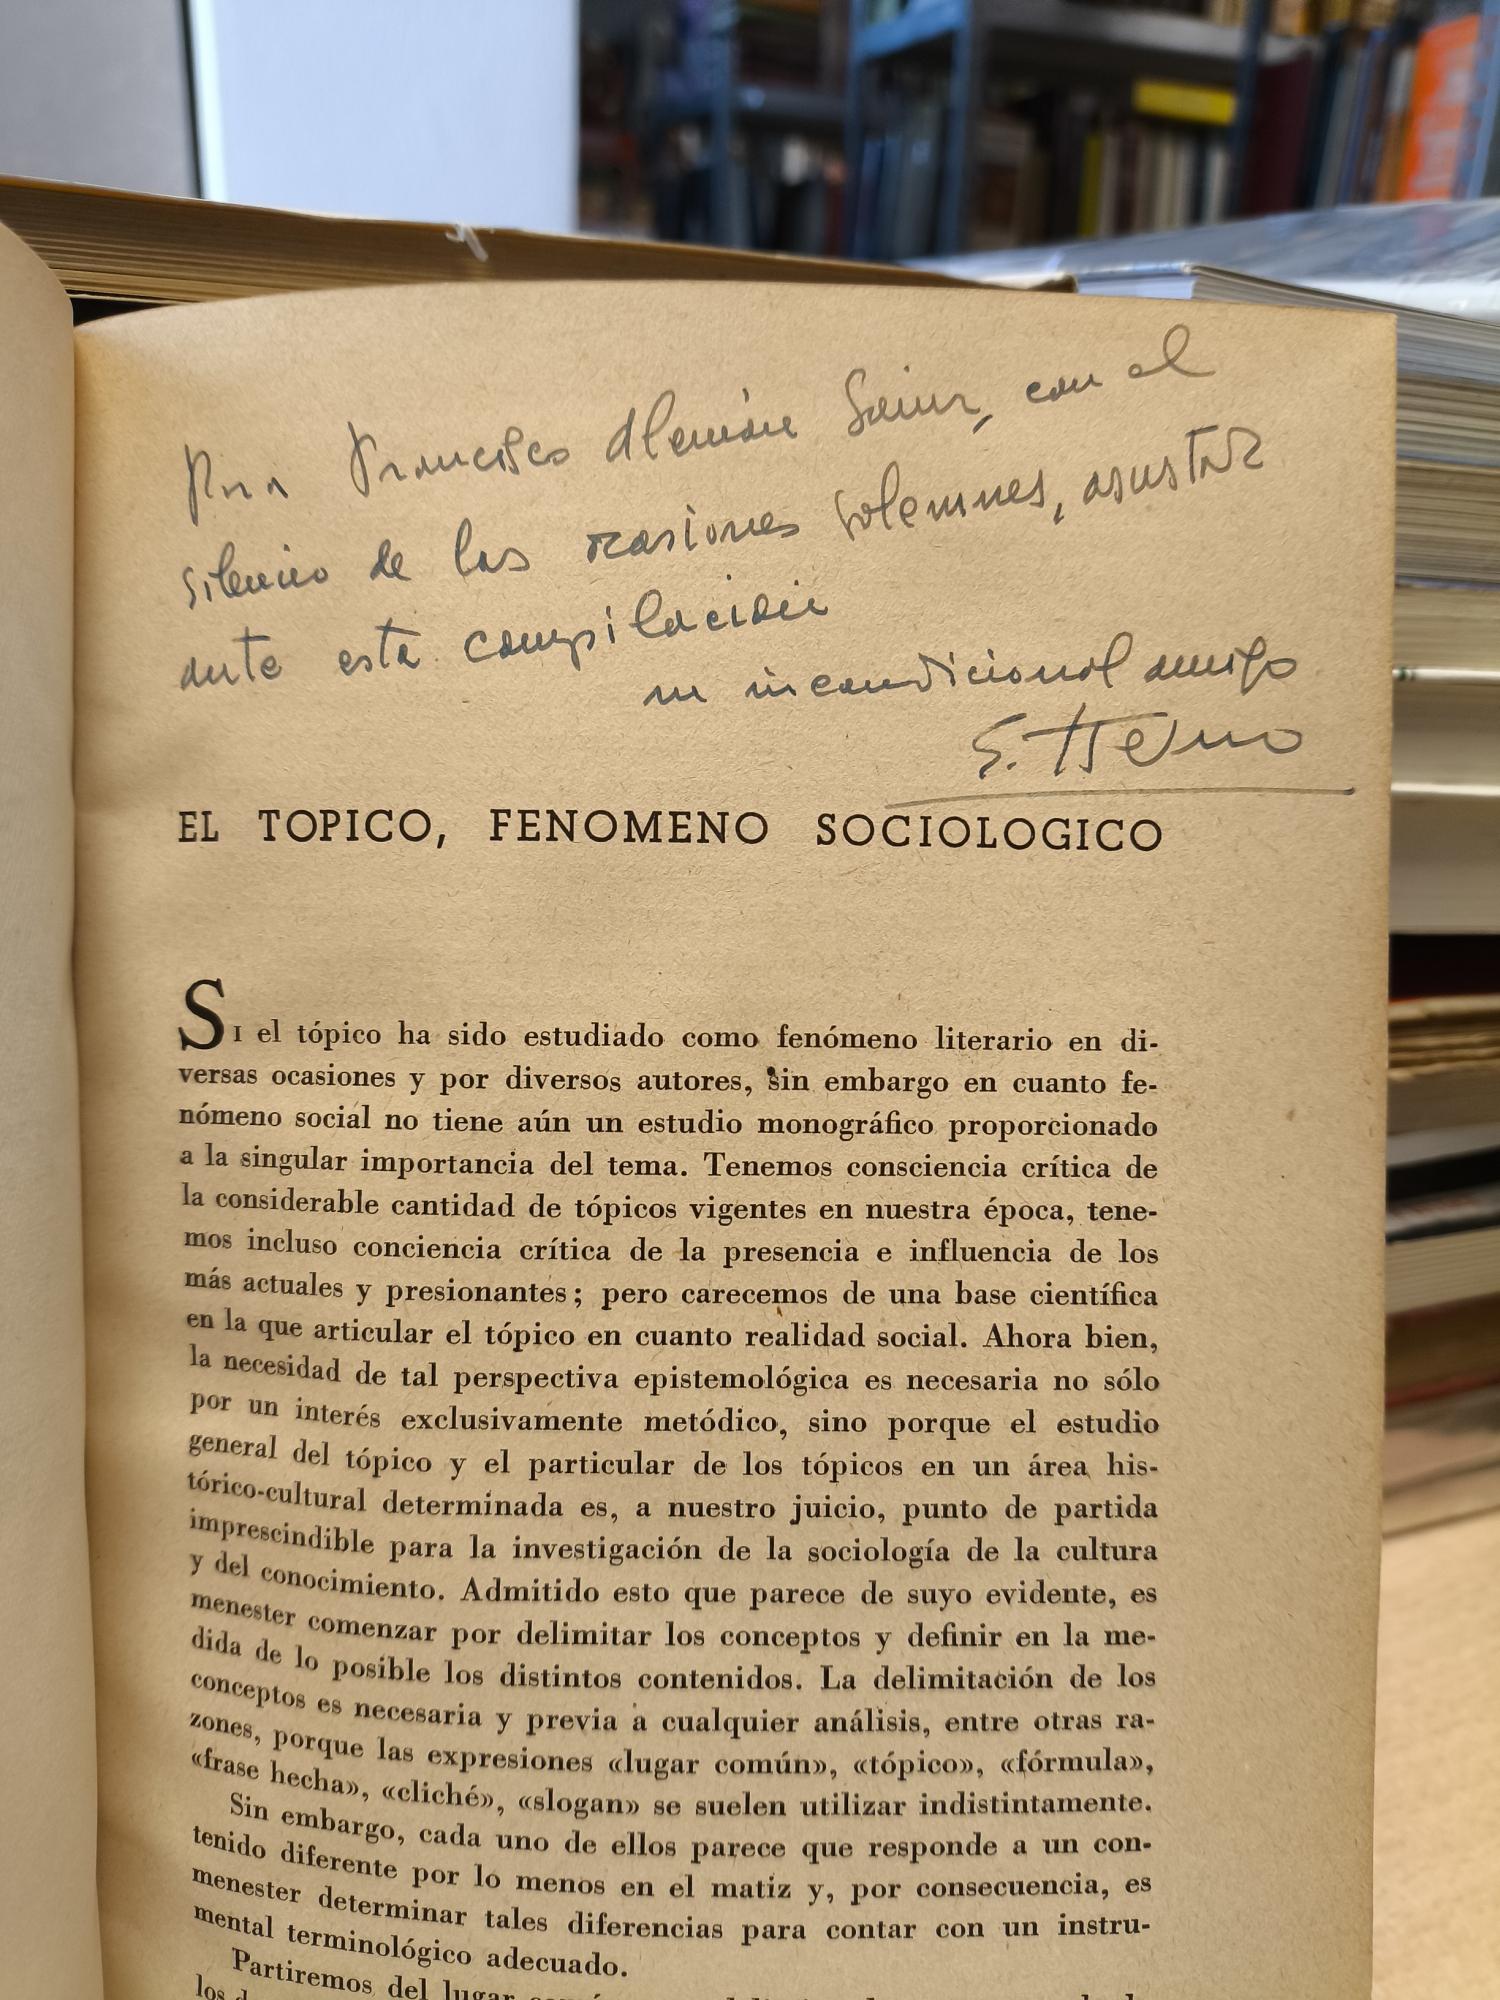 Para Francisco Alemán Sainz, con el
silencio de las ocasiones solemnes, asustado
ante esta compilación
su incondicional amigo
E. Tierno
EL TOPICO, FENOMENO SOCIOLOGICO
SI el tópico ha sido estudiado como fenómeno literario en di-
versas ocasiones y por diversos autores, sin embargo en cuanto fe-
nómeno social no tiene aún un estudio monográfico proporcionado
a la singular importancia del tema. Tenemos consciencia crítica de
la considerable cantidad de tópicos vigentes en nuestra época, tene-
mos incluso conciencia crítica de la presencia e influencia de los
más actuales y presionantes; pero carecemos de una base científica
en la que articular el tópico en cuanto realidad social. Ahora bien,
la necesidad de tal perspectiva epistemológica es necesaria no sólo
por un interés exclusivamente metódico, sino porque el estudio
general del tópico y el particular de los tópicos en un área his-
tórico-cultural determinada es, a nuestro juicio, punto de partida
imprescindible para la investigación de la sociología de la cultura
y del conocimiento. Admitido esto que parece de suyo evidente, es
menester comenzar por delimitar los conceptos y definir en la me-
dida de lo posible los distintos contenidos. La delimitación de los
conceptos es necesaria y previa a cualquier análisis, entre otras ra-
zones, porque las expresiones «lugar común», «tópico», «fórmula»,
«frase hecha», «cliché», «slogan» se suelen utilizar indistintamente.
Sin embargo, cada uno de ellos parece que responde a un con-
tenido diferente por lo menos en el matiz y, por consecuencia, es
menester determinar tales diferencias para contar con un instru-
mental terminológico adecuado.
Partiremos del lugar
los